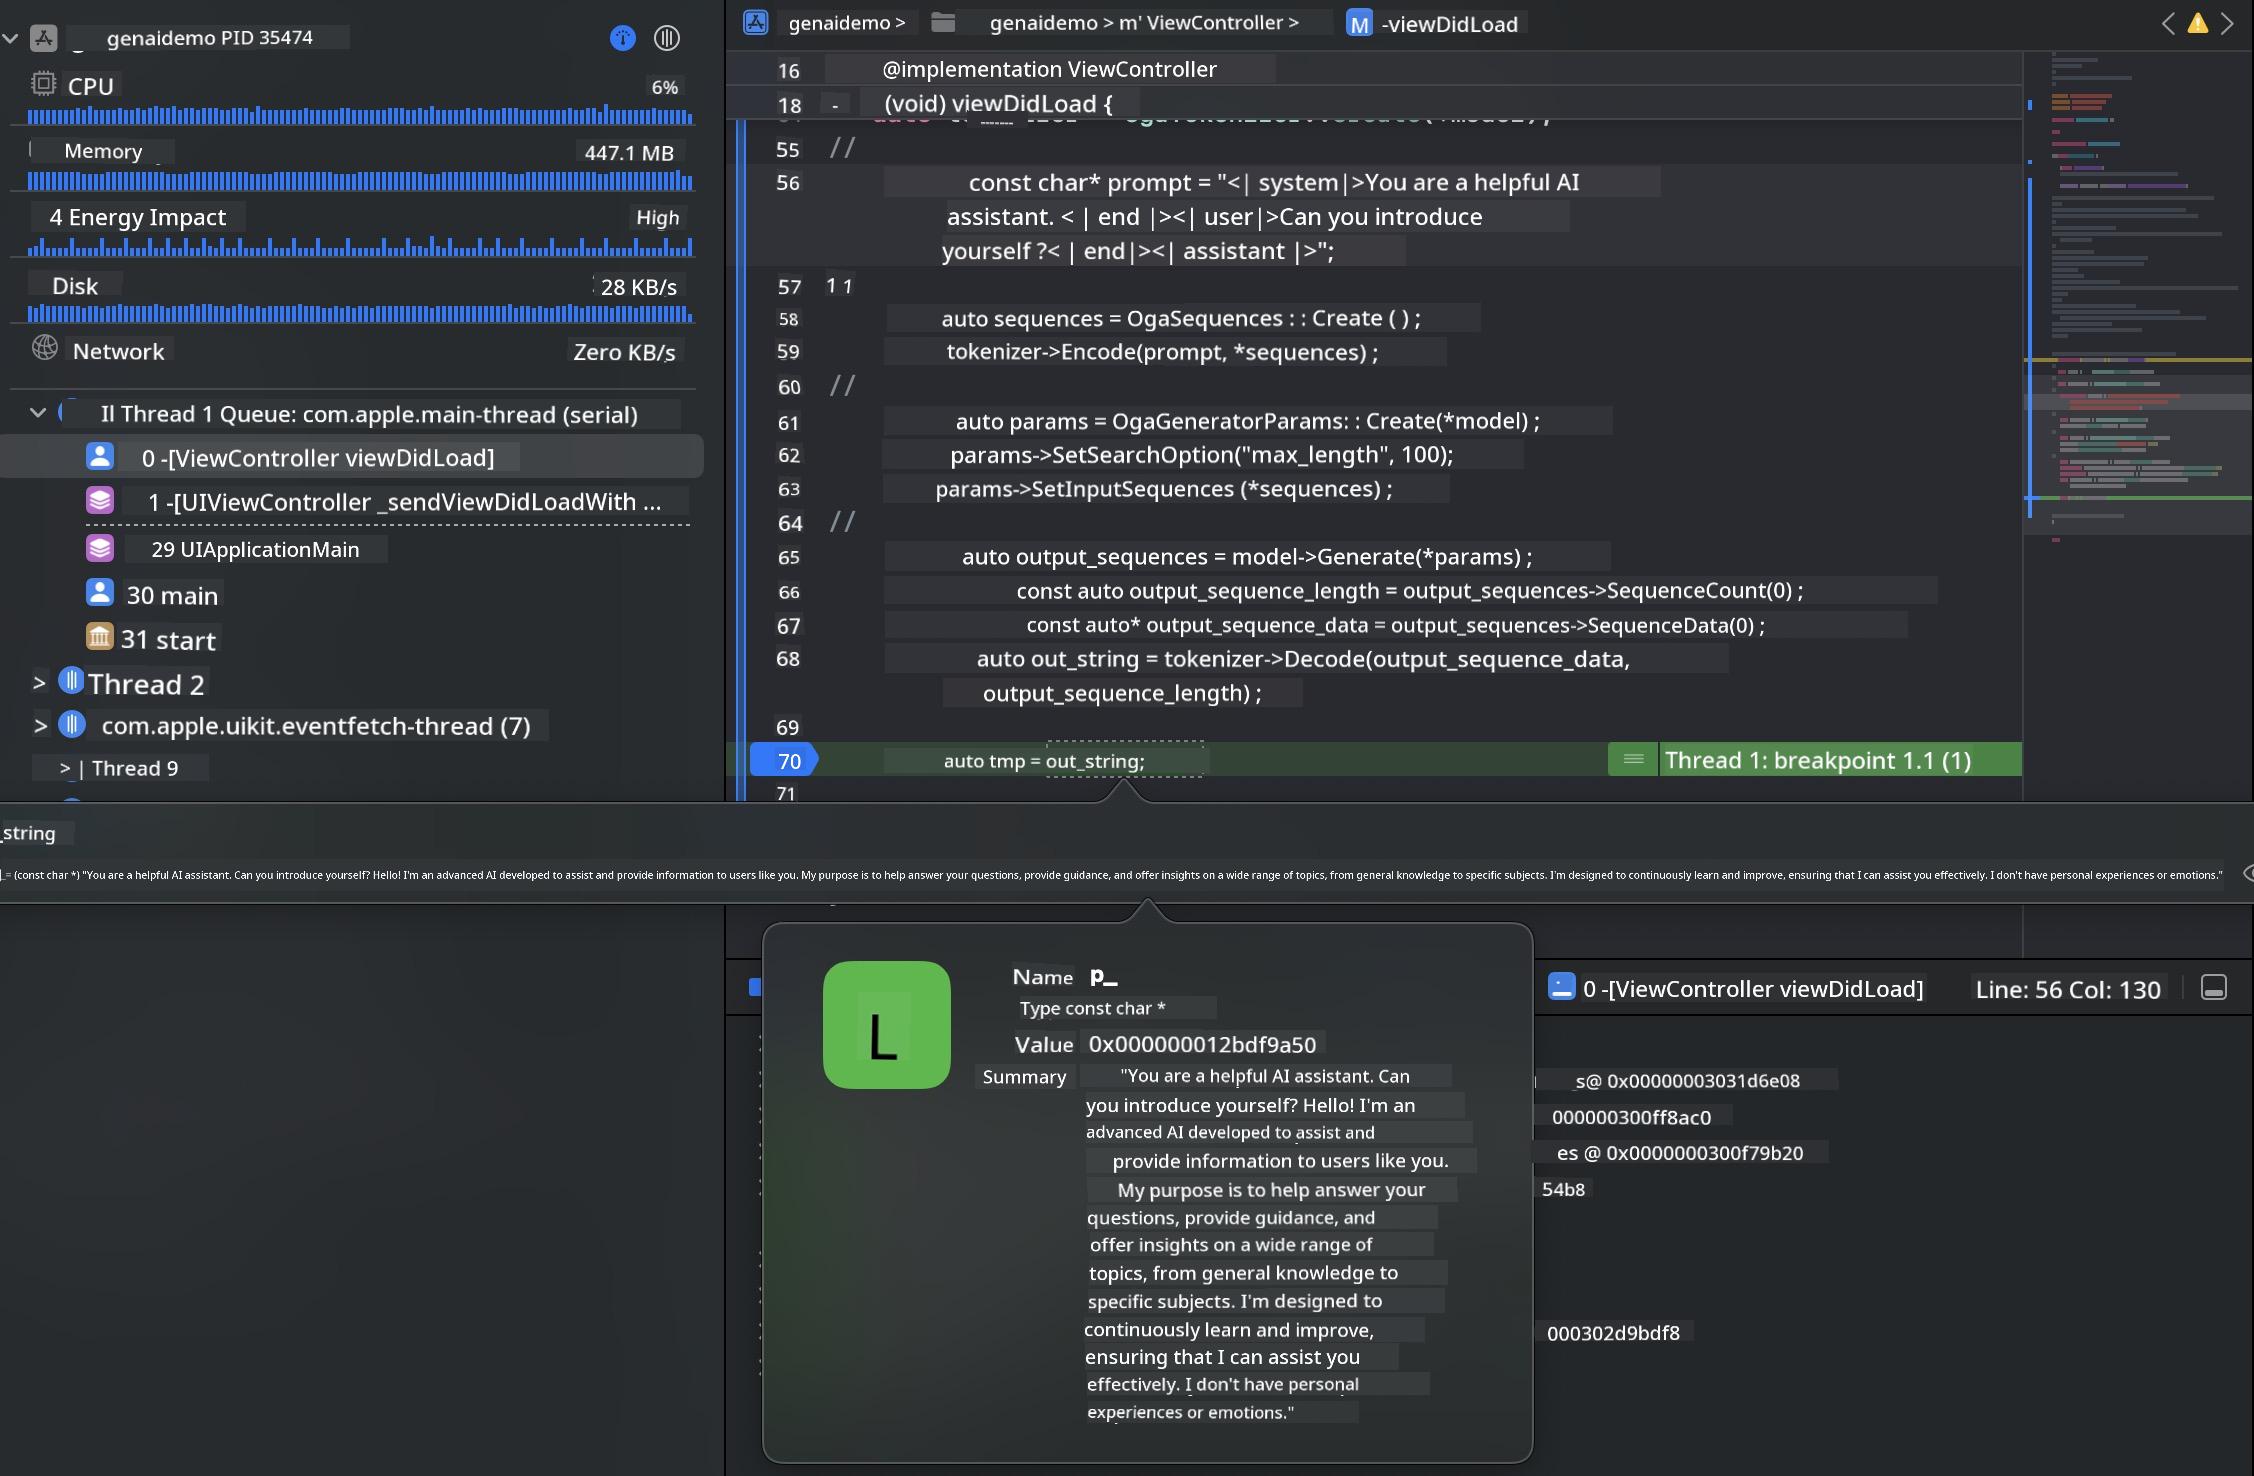 genaidemo PID 35474
CPU
6%
Memory
447.1 MB
4 Energy Impact
High
Disk
28 KB/s
Network
Zero KB/s
Il Thread 1 Queue: com.apple.main-thread (serial)
0 -[ViewController viewDidLoad]
1 -[UIViewController _sendViewDidLoadWith ...
29 UIApplicationMain
30 main
31 start
> Thread 2
> com.apple.uikit.eventfetch-thread (7)
> | Thread 9
genaidemo >
genaidemo > m' ViewController >
M -viewDidLoad
16 @implementation ViewController
18 - (void) viewDidLoad {
55 //
56 const char* prompt = "<| system|>You are a helpful AI
assistant. < | end |><| user|>Can you introduce
yourself ?< | end|><| assistant |>";
57 1 1
58 auto sequences = OgaSequences : : Create ( ) ;
59 tokenizer->Encode(prompt, *sequences) ;
60 //
61 auto params = OgaGeneratorParams: : Create(*model) ;
62 params->SetSearchOption("max_length", 100);
63 params->SetInputSequences (*sequences) ;
64 //
65 auto output_sequences = model->Generate(*params) ;
66 const auto output_sequence_length = output_sequences->SequenceCount(0) ;
67 const auto* output_sequence_data = output_sequences->SequenceData(0) ;
68 auto out_string = tokenizer->Decode(output_sequence_data,
output_sequence_length) ;
69
70 auto tmp = out_string; Thread 1: breakpoint 1.1 (1)
71
_string
_= (const char *) "You are a helpful AI assistant. Can you introduce yourself? Hello! I'm an advanced AI developed to assist and provide information to users like you. My purpose is to help answer your questions, provide guidance, and offer insights on a wide range of topics, from general knowledge to specific subjects. I'm designed to continuously learn and improve, ensuring that I can assist you effectively. I don't have personal experiences or emotions."
L
Name p_
Type const char *
Value 0x000000012bdf9a50
Summary "You are a helpful AI assistant. Can
you introduce yourself? Hello! I'm an
advanced AI developed to assist and
provide information to users like you.
My purpose is to help answer your
questions, provide guidance, and
offer insights on a wide range of
topics, from general knowledge to
specific subjects. I'm designed to
continuously learn and improve,
ensuring that I can assist you
effectively. I don't have personal
experiences or emotions."
0 -[ViewController viewDidLoad]
Line: 56 Col: 130
_s@ 0x00000003031d6e08
000000300ff8ac0
es @ 0x0000000300f79b20
54b8
000302d9bdf8